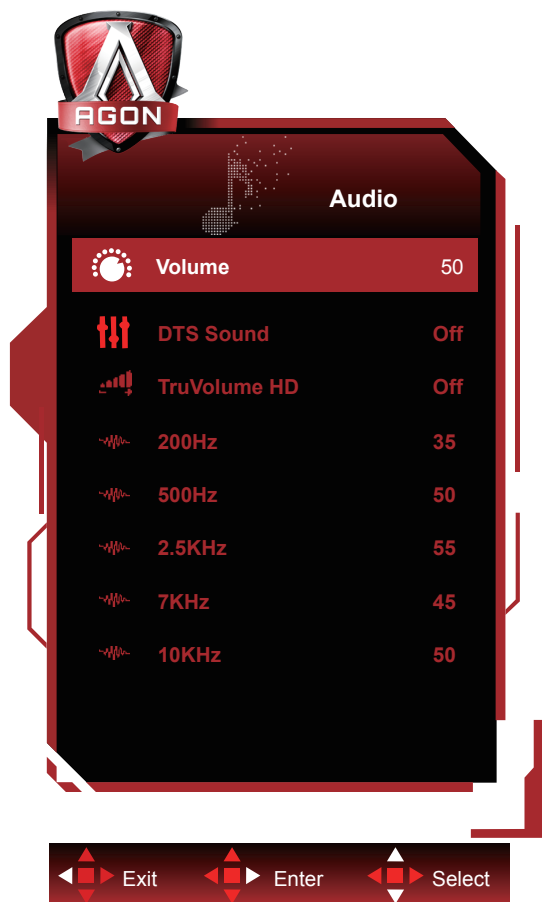 AGON
Audio
Volume 50
DTS Sound Off
TruVolume HD Off
200Hz 35
500Hz 50
2.5KHz 55
7KHz 45
10KHz 50
Exit Enter Select